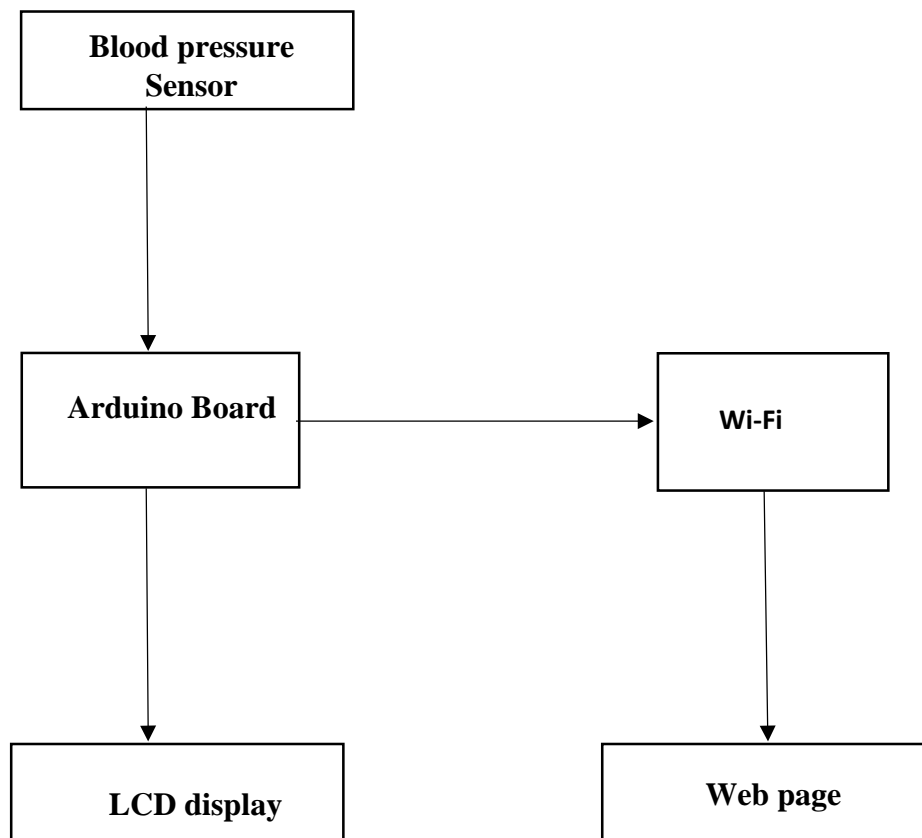 Blood pressure
Sensor
Arduino Board
Wi-Fi
LCD display
Web page